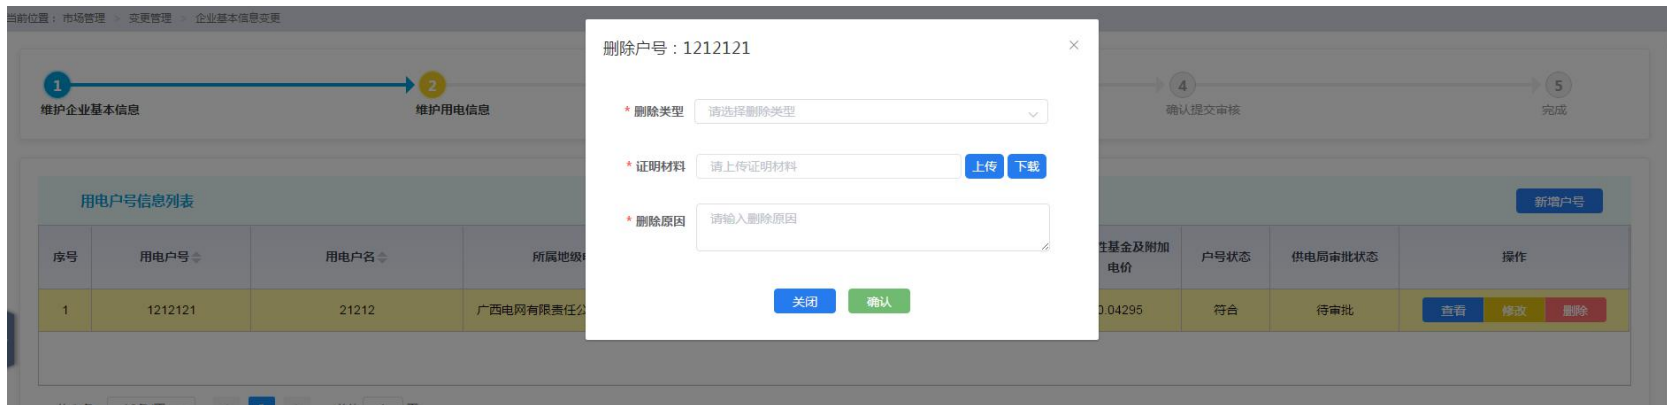 当前位置：市场管理 > 变更管理 > 企业基本信息变更
删除户号：1212121
1
2
4
5
维护企业基本信息
维护用电信息
确认提交审核
完成
* 删除类型 请选择删除类型
* 证明材料 请上传证明材料 上传 下载
* 删除原因 请输入删除原因
关闭 确认
用电户号信息列表
新增户号
序号 用电户号 用电户名 所属地级 性基金及附加 户号状态 供电局审批状态 操作
电价
1 1212121 21212 广西电网有限责任公 0.04295 符合 待审批 查看 修改 删除